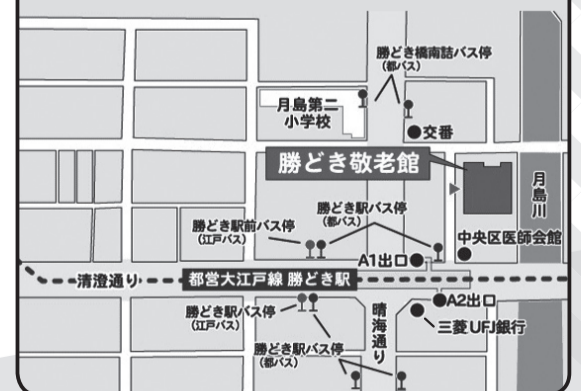 勝どき橋南詰バス停
(都バス)
月島第二
小学校
交番
勝どき敬老館
月島川
勝どき駅バス停
(都バス)
勝どき駅前バス停
(江戸バス)
中央区医師会館
A1出口
清澄通り
都営大江戸線 勝どき駅
A2出口
勝どき駅バス停
(江戸バス)
晴海通り
三菱UFJ銀行
勝どき駅バス停
(都バス)